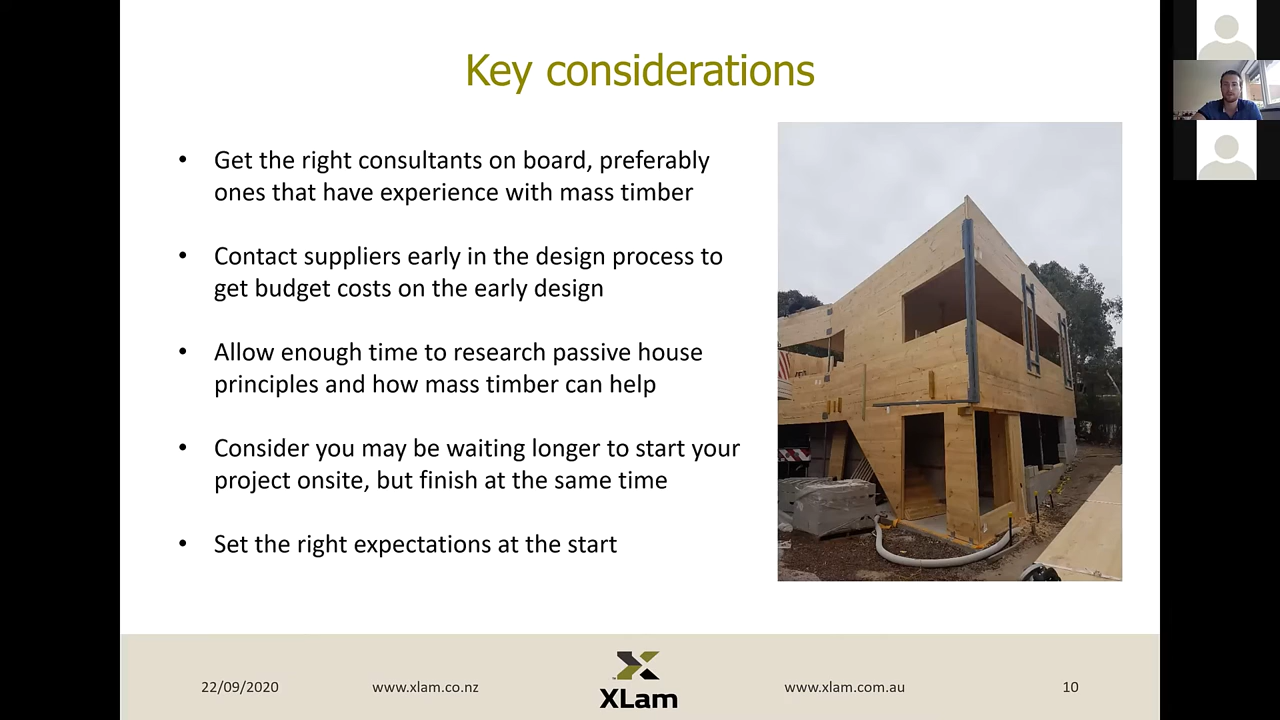 Key considerations
• Get the right consultants on board, preferably
ones that have experience with mass timber
• Contact suppliers early in the design process to
get budget costs on the early design
• Allow enough time to research passive house
principles and how mass timber can help
• Consider you may be waiting longer to start your
project onsite, but finish at the same time
• Set the right expectations at the start
22/09/2020
www.xlam.co.nz
XLam
www.xlam.com.au
10